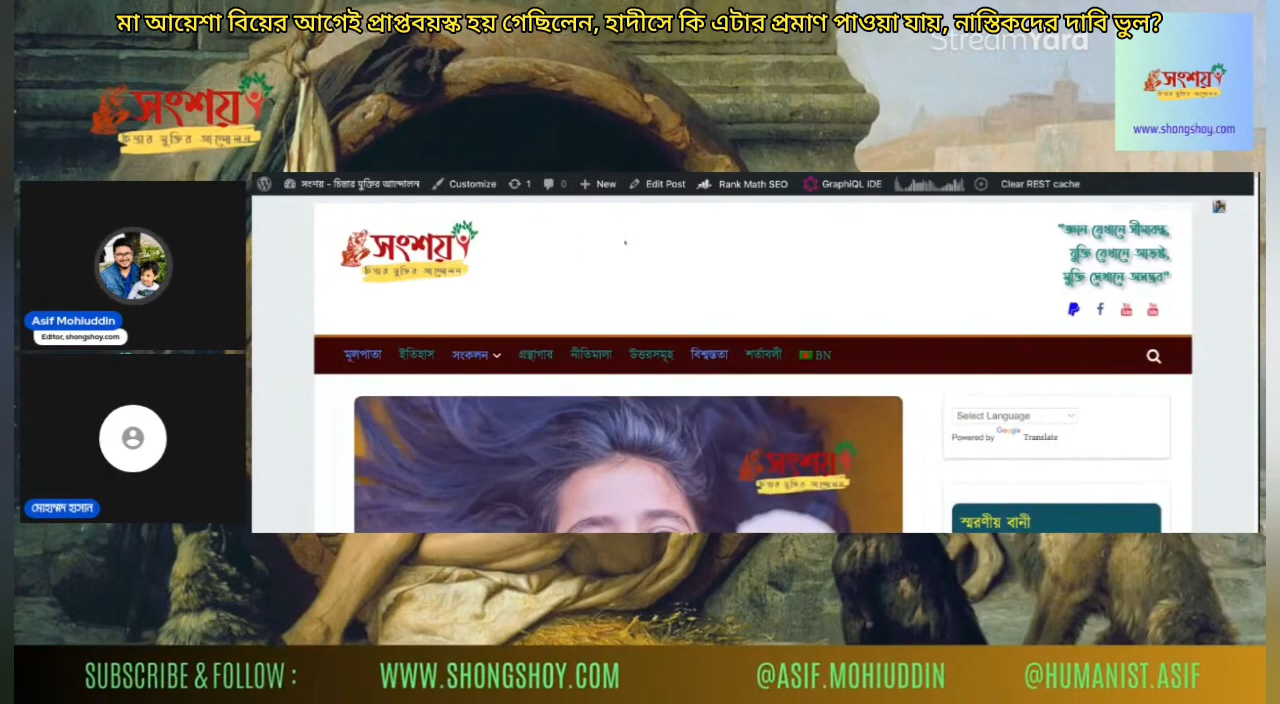 মা আয়েশা বিয়ের আগেই প্রাপ্তবয়স্ক হয় গেছিলেন, হাদীসে কি এটার প্রমাণ পাওয়া যায়, নাস্তিকদের দাবি ভুল?
StreamYard
সংশয়
চিন্তার মুক্তির আন্দোলন
সংশয়
www.shongshoy.com
সংশয় - চিন্তার মুক্তির আন্দোলন Customize 1 0 New Edit Post Rank Math SEO GraphiQL IDE Clear REST cache
সংশয়
চিন্তার মুক্তির আন্দোলন
"জ্ঞান যেখানে সীমাবদ্ধ,
যুক্তি যেখানে আড়ষ্ট,
মুক্তি সেখানে অসম্ভব"
Asif Mohiuddin
Editor, shongshoy.com
মূলপাতা ইতিহাস সংকলন গ্রন্থাগার নীতিমালা উত্তরসমূহ বিশ্বস্ততা শর্তাবলী BN
Select Language
Powered by Google Translate
সংশয়
চিন্তার মুক্তির আন্দোলন
মোহাম্মদ হাসান
স্মরণীয় বানী
SUBSCRIBE & FOLLOW : WWW.SHONGSHOY.COM @ASIF.MOHIUDDIN @HUMANIST.ASIF